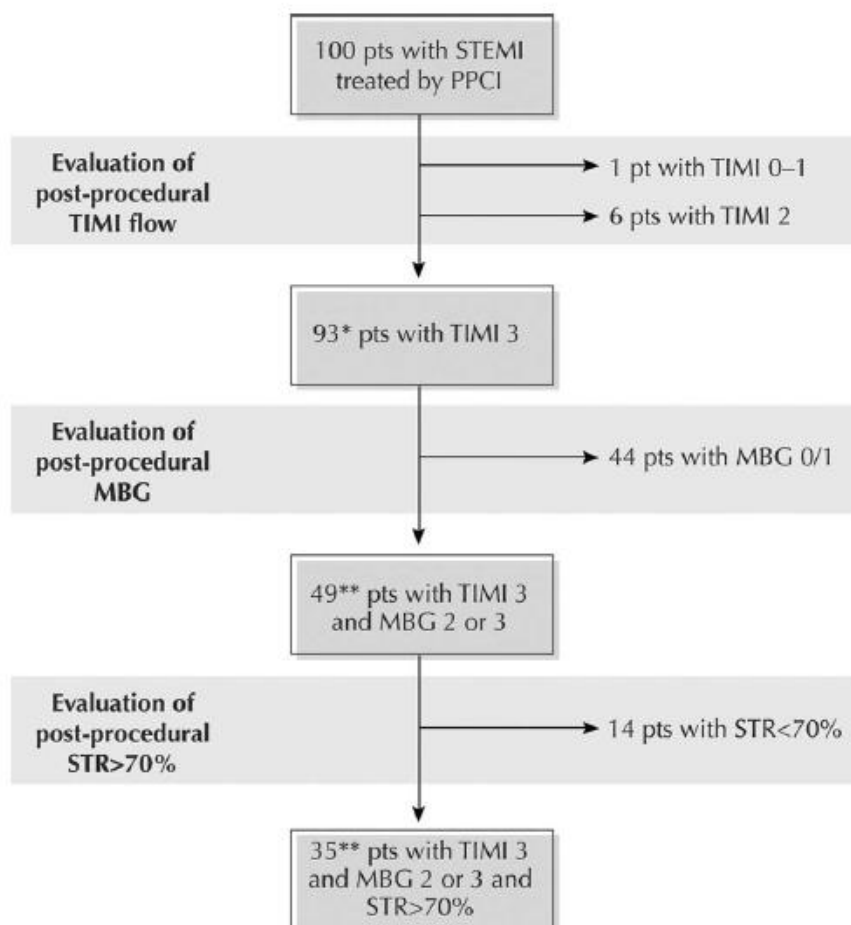 100 pts with STEMI
treated by PPCI
Evaluation of
post-procedural
TIMI flow
1 pt with TIMI 0–1
6 pts with TIMI 2
93* pts with TIMI 3
Evaluation of
post-procedural
MBG
44 pts with MBG 0/1
49** pts with TIMI 3
and MBG 2 or 3
Evaluation of
post-procedural
STR>70%
14 pts with STR<70%
35** pts with TIMI 3
and MBG 2 or 3 and
STR>70%